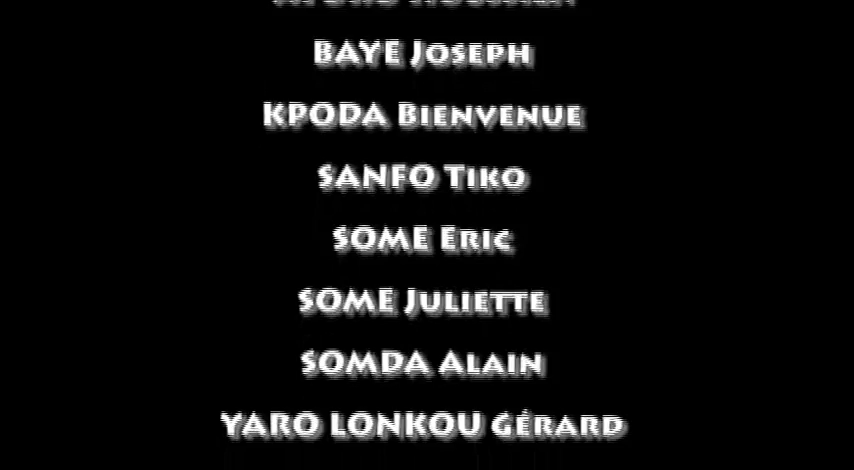 BAYE Joseph
KPODA Bienvenue
SANFO Tiko
SOME Eric
SOME Juliette
SOMDA Alain
YARO LONKOU Gérard